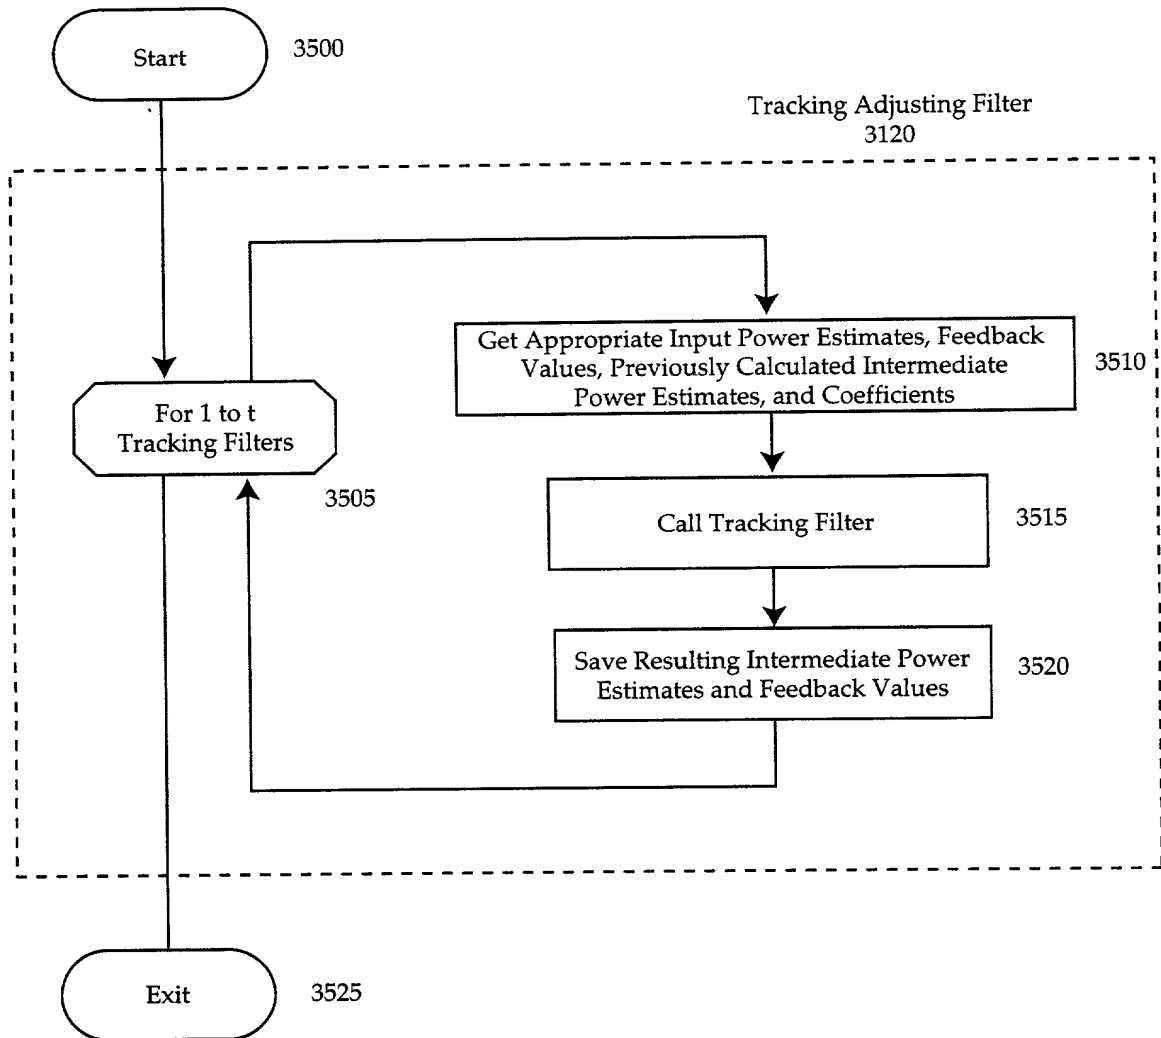 Start
3500
Tracking Adjusting Filter
3120
For 1 to t
Tracking Filters
3505
Get Appropriate Input Power Estimates, Feedback
Values, Previously Calculated Intermediate
Power Estimates, and Coefficients
3510
Call Tracking Filter
3515
Save Resulting Intermediate Power
Estimates and Feedback Values
3520
Exit
3525